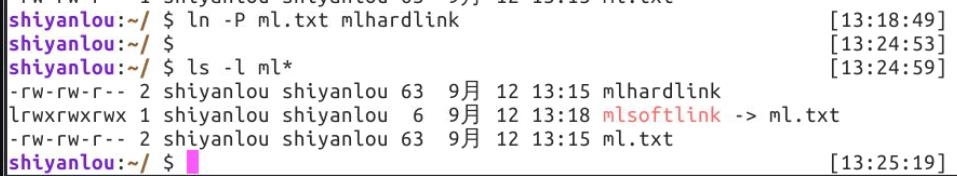 shiyanlou:~/ $ ln -P ml.txt mlhardlink [13:18:49]
shiyanlou:~/ $ [13:24:53]
shiyanlou:~/ $ ls -l ml* [13:24:59]
-rw-rw-r-- 2 shiyanlou shiyanlou 63  9月 12 13:15 mlhardlink
lrwxrwxrwx 1 shiyanlou shiyanlou  6  9月 12 13:18 mlsoftlink -> ml.txt
-rw-rw-r-- 2 shiyanlou shiyanlou 63  9月 12 13:15 ml.txt
shiyanlou:~/ $ [13:25:19]